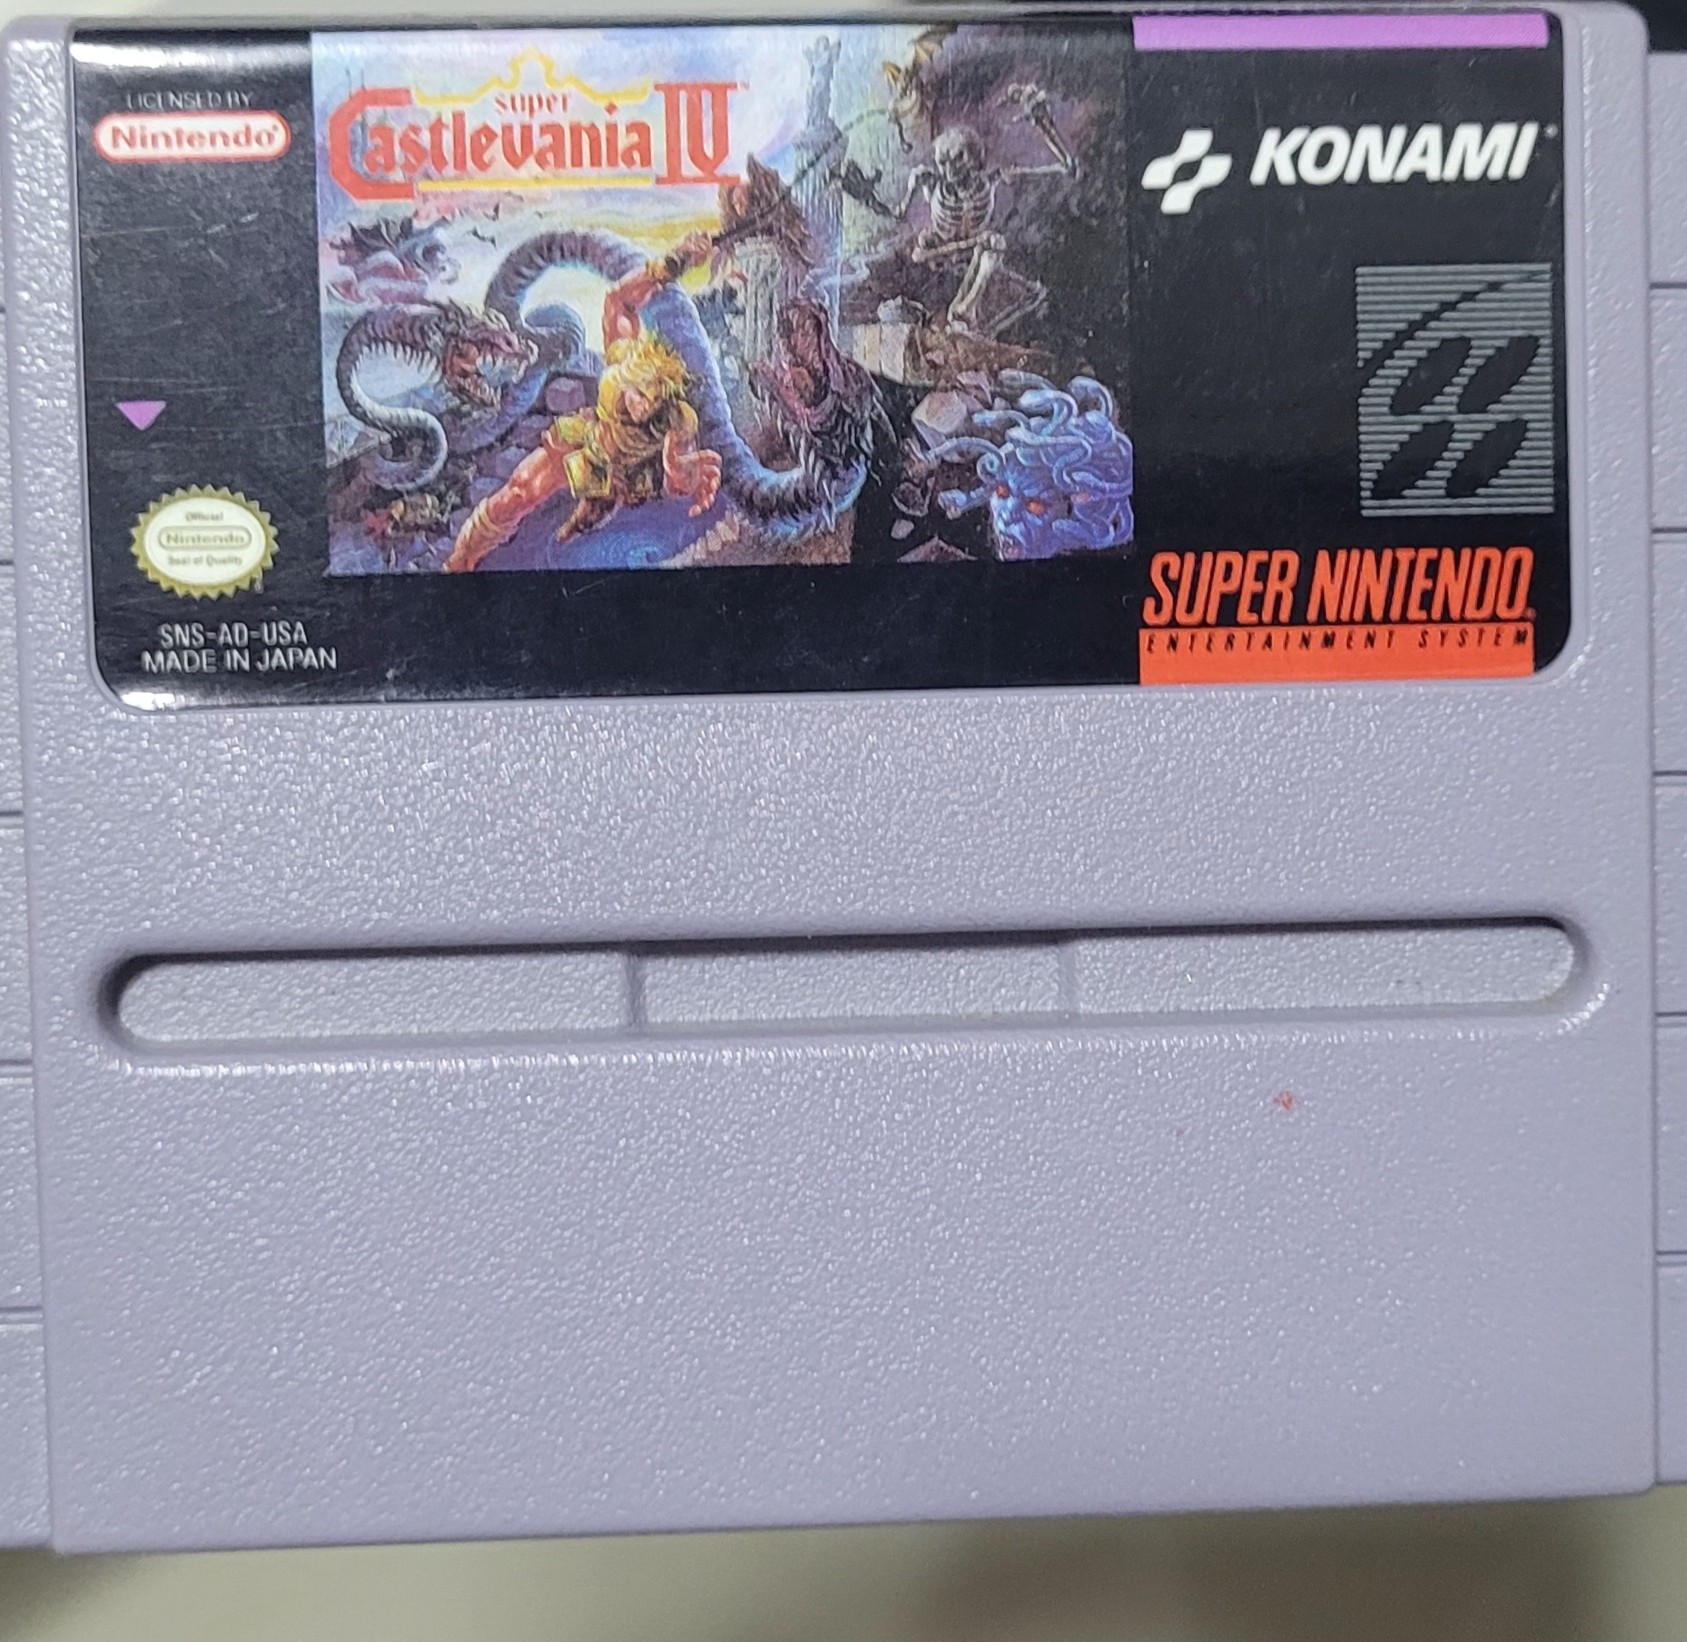 LICENSED BY
Nintendo®
super
Castlevania IV™
KONAMI®
Official
Nintendo
Seal of Quality
SNS-AD-USA
MADE IN JAPAN
SUPER NINTENDO®
ENTERTAINMENT SYSTEM